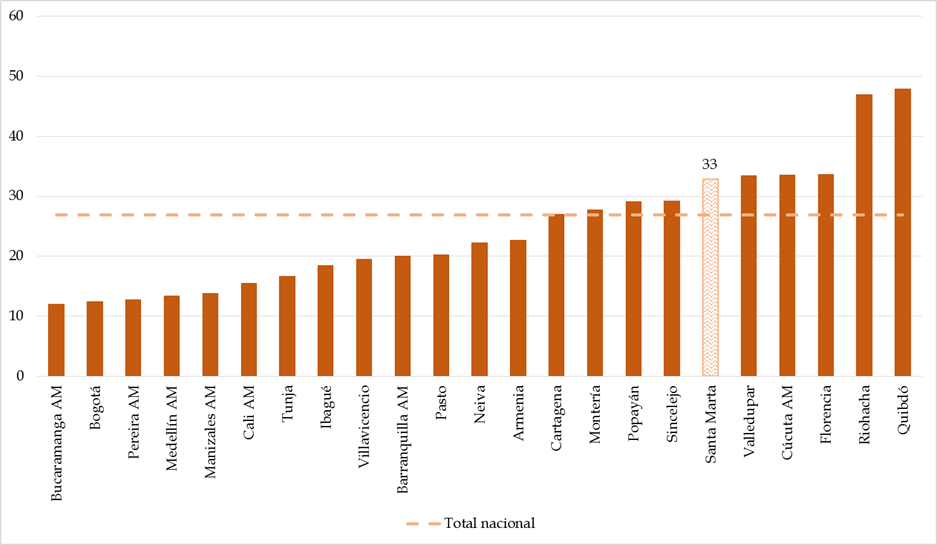 60
50
40
30
20
10
0
33
Bucaramanga AM
Bogotá
Pereira AM
Medellín AM
Manizales AM
Cali AM
Tunja
Ibagué
Villavicencio
Barranquilla AM
Pasto
Neiva
Armenia
Cartagena
Montería
Popayán
Sincelejo
Santa Marta
Valledupar
Cúcuta AM
Florencia
Riohacha
Quibdó
Total nacional